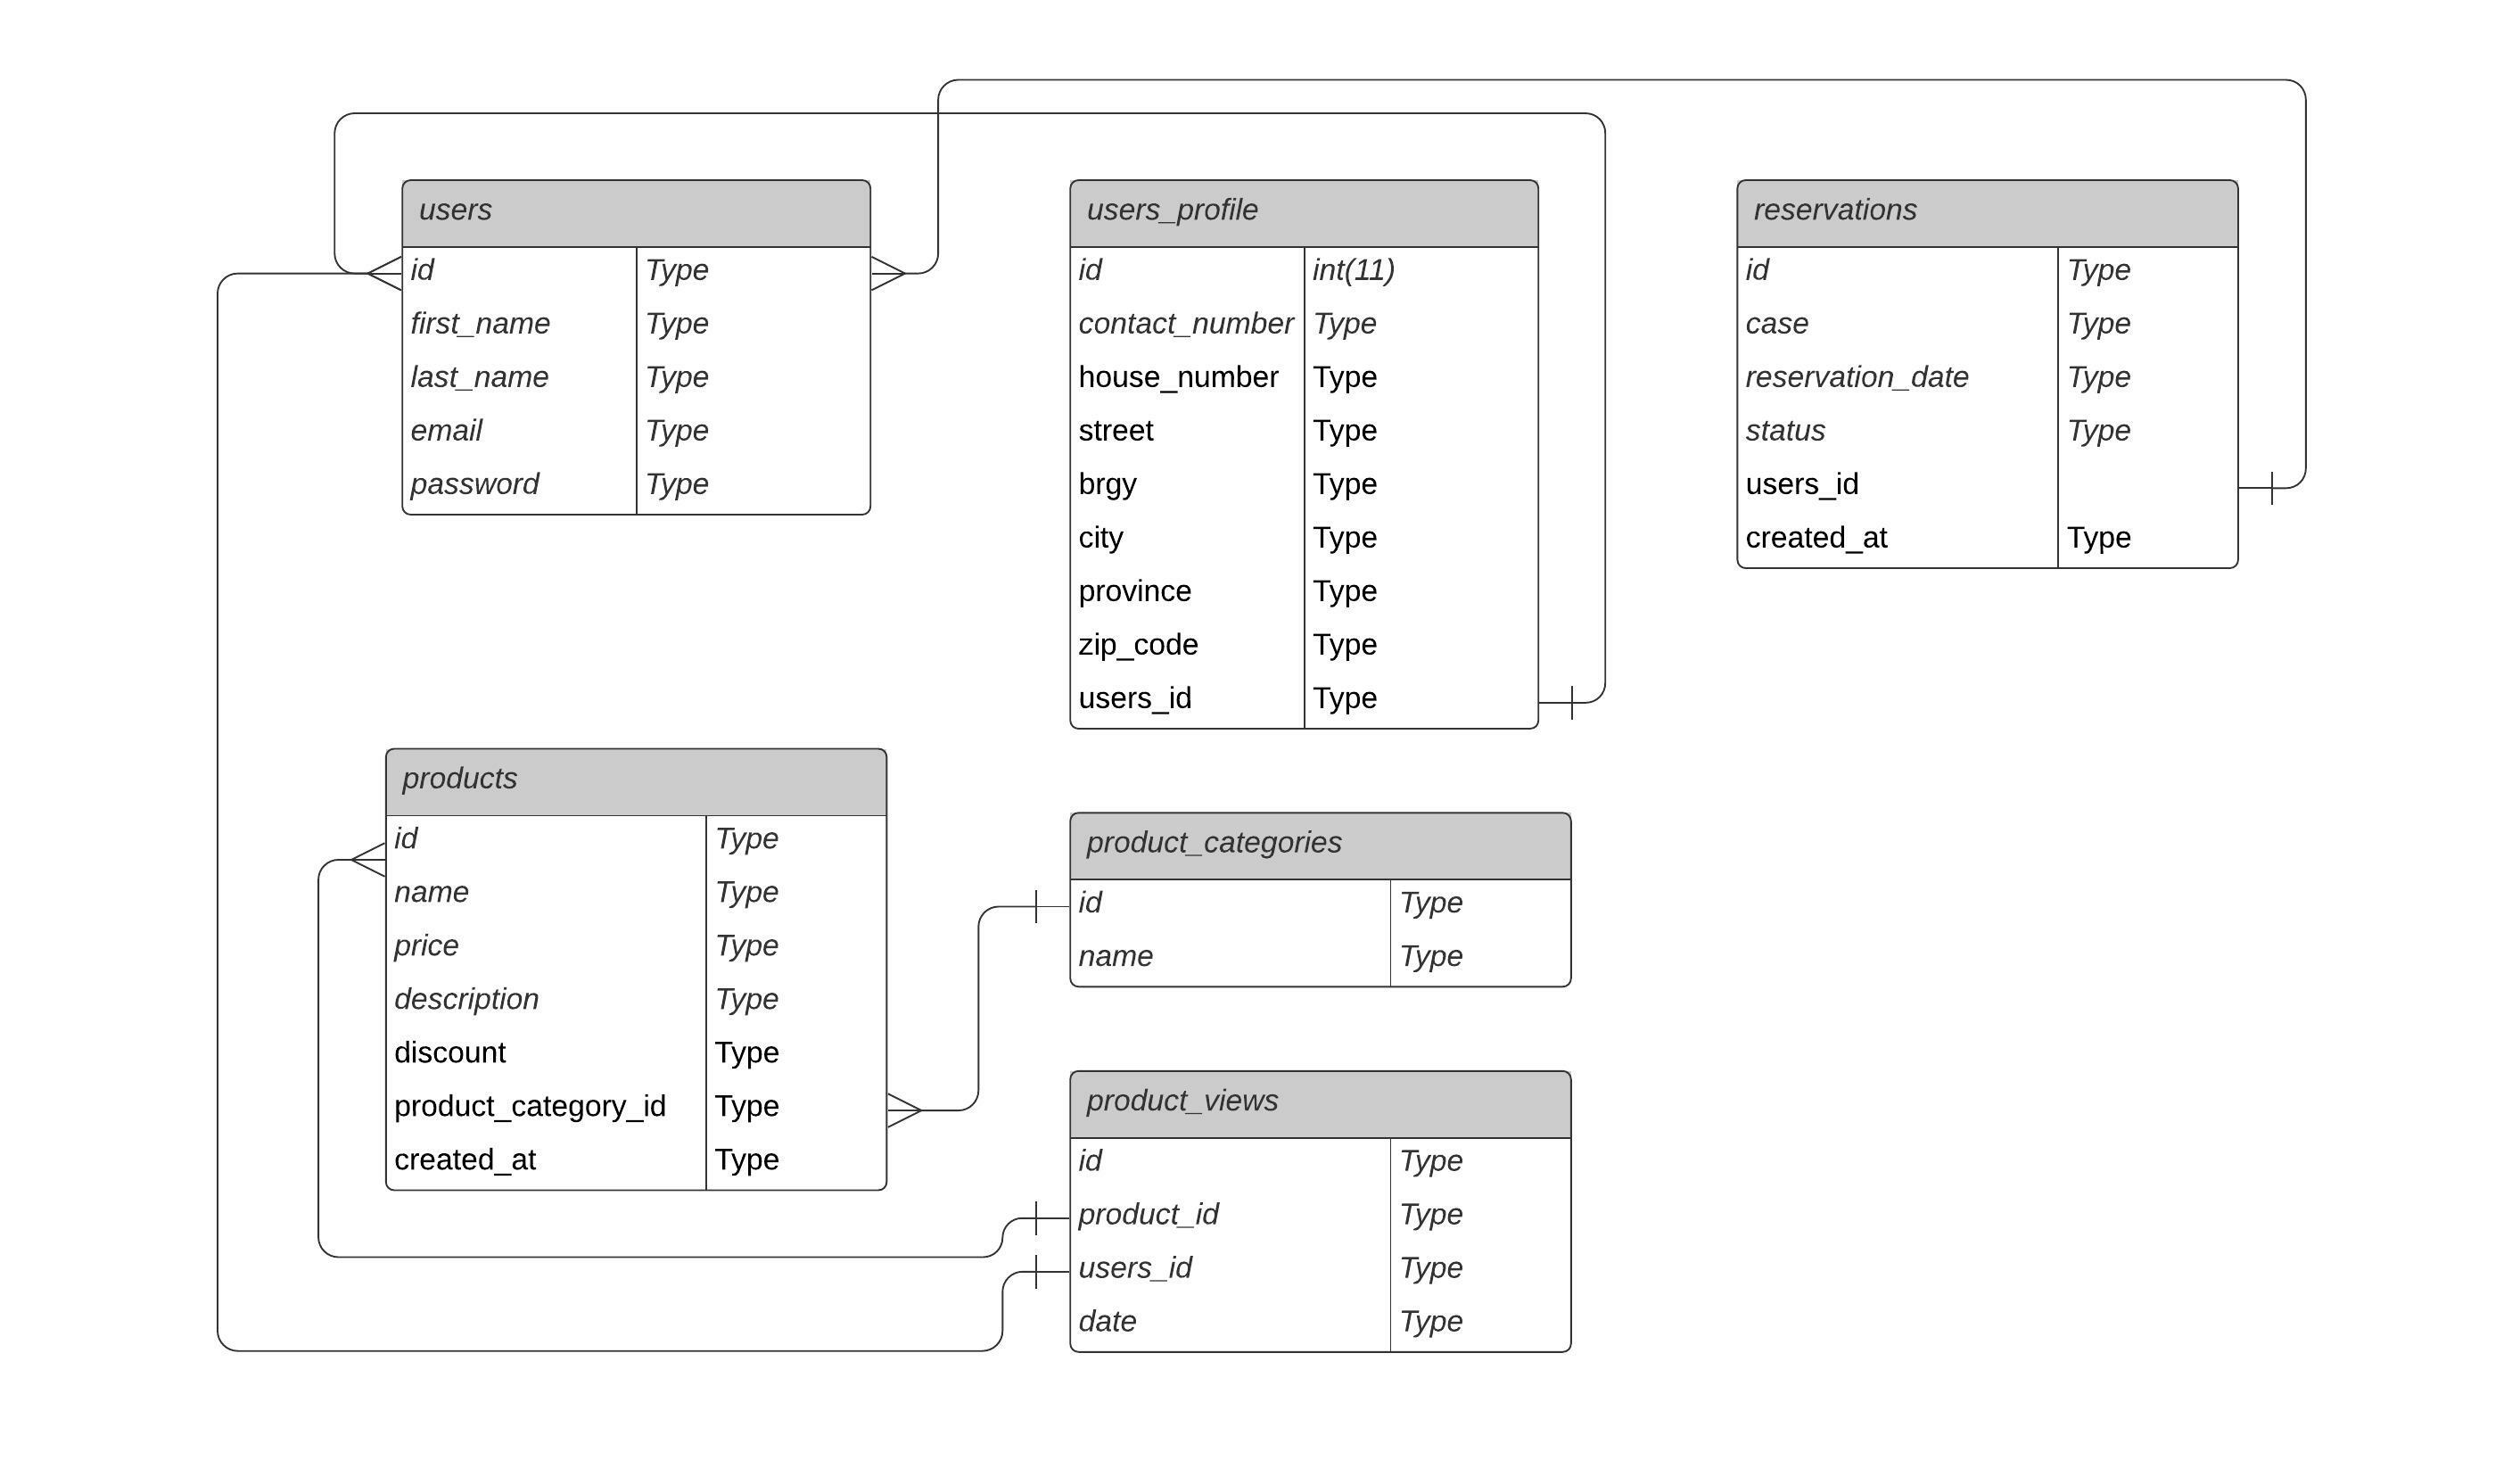 users
id Type
first_name Type
last_name Type
email Type
password Type
users_profile
id int(11)
contact_number Type
house_number Type
street Type
brgy Type
city Type
province Type
zip_code Type
users_id Type
reservations
id Type
case Type
reservation_date Type
status Type
users_id
created_at Type
products
id Type
name Type
price Type
description Type
discount Type
product_category_id Type
created_at Type
product_categories
id Type
name Type
product_views
id Type
product_id Type
users_id Type
date Type